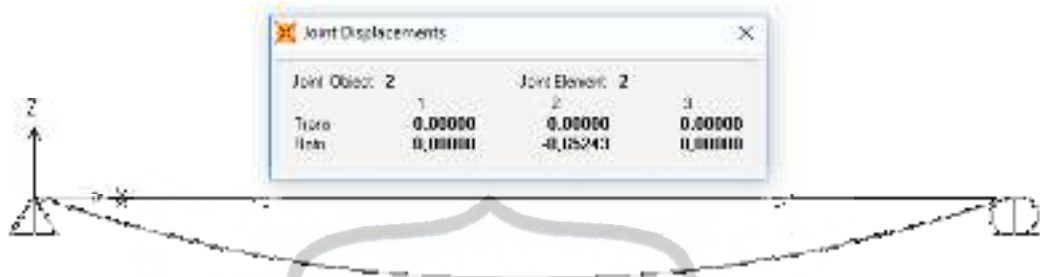 Joint Displacements
Joint Object 2 Joint Element 2
1 2 3
Trans 0.00000 0.00000 0.00000
Rotn 0,00000 -0,05243 0,00000
Z
X